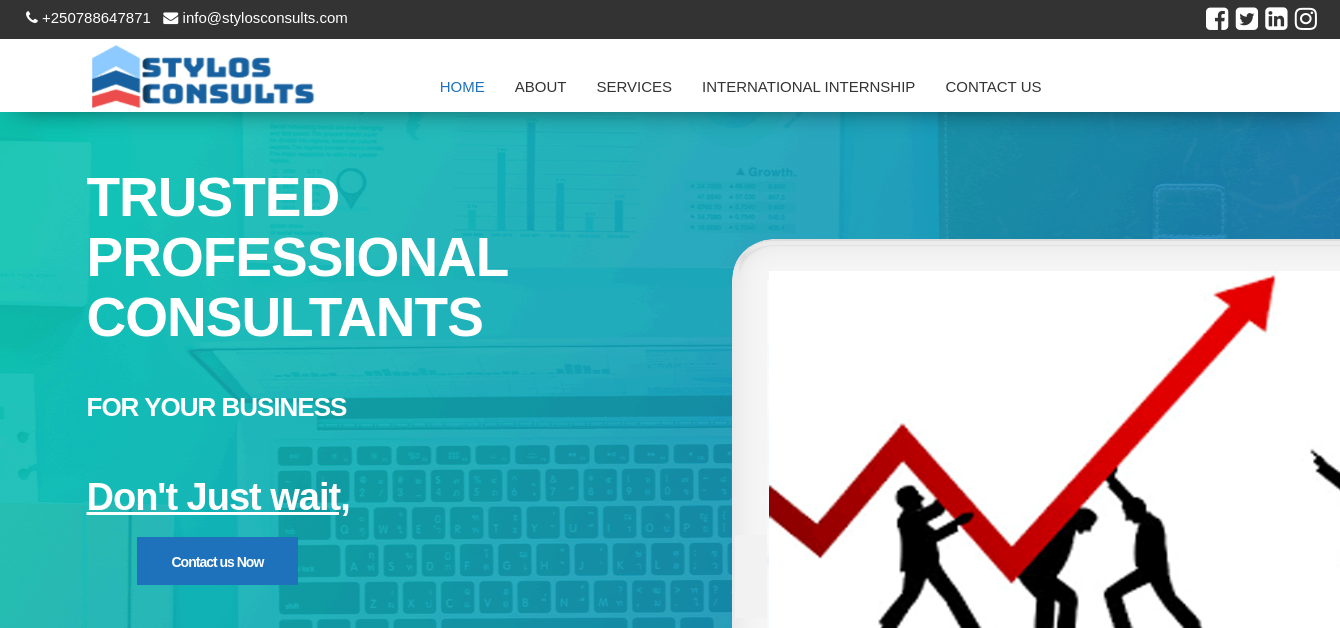 +250788647871 info@stylosconsults.com
STYLOS
CONSULTS
HOME ABOUT SERVICES INTERNATIONAL INTERNSHIP CONTACT US
Growth.
TRUSTED
PROFESSIONAL
CONSULTANTS
FOR YOUR BUSINESS
Don't Just wait,
Contact us Now